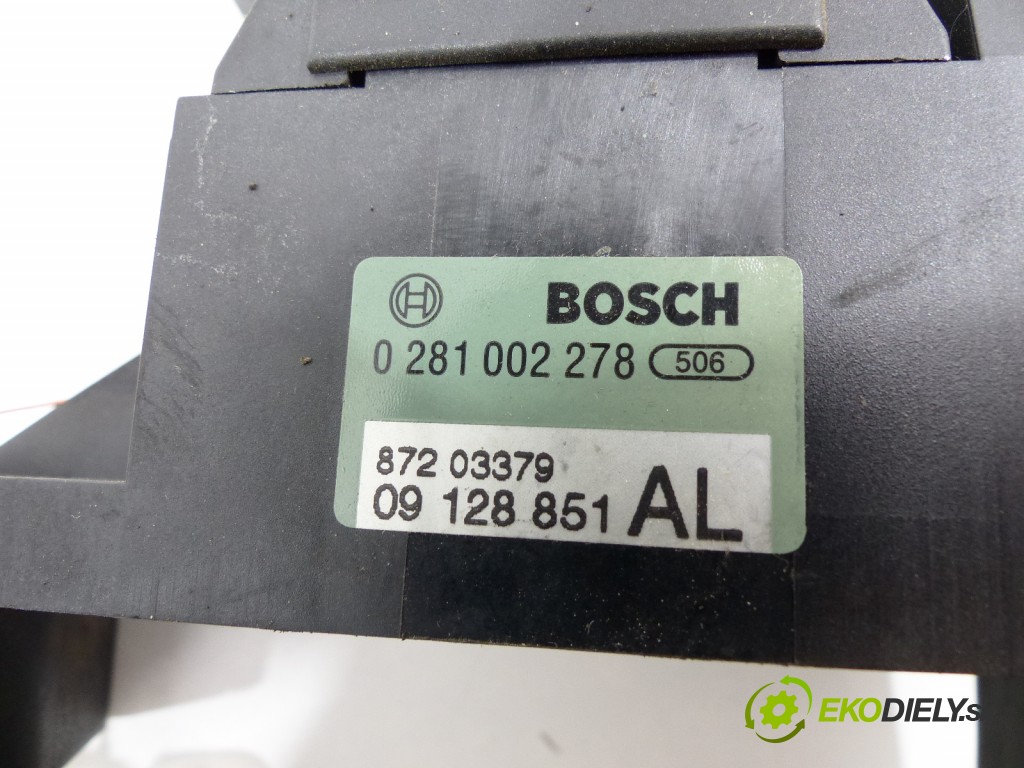 BOSCH
0 281 002 278 506
872 03379
09 128 851 AL
EKODIELY.s